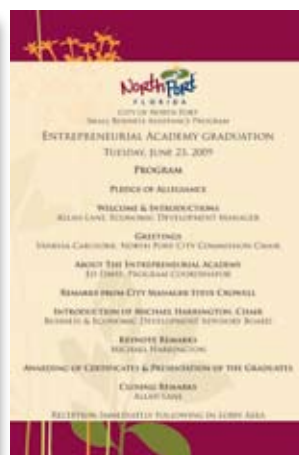 North Port
FLORIDA
CITY OF NORTH PORT
SMALL BUSINESS ASSISTANCE PROGRAM
ENTREPRENEURIAL ACADEMY GRADUATION
TUESDAY, JUNE 23, 2009
PROGRAM
PLEDGE OF ALLEGIANCE
WELCOME & INTRODUCTIONS
ALLAN LANE, ECONOMIC DEVELOPMENT MANAGER
GREETINGS
VANESSA CARUSONE, NORTH PORT CITY COMMISSION CHAIR
ABOUT THE ENTREPRENEURIAL ACADEMY
ED, PROGRAM COORDINATOR
REMARKS FROM CITY MANAGER STEVE CROWELL
INTRODUCTION OF MICHAEL HARRINGTON, CHAIR
BUSINESS & ECONOMIC DEVELOPMENT ADVISORY BOARD
KEYNOTE REMARKS
MICHAEL HARRINGTON
AWARDING OF CERTIFICATES & PRESENTATION OF THE GRADUATES
CLOSING REMARKS
ALLAN LANE
RECEPTION IMMEDIATELY FOLLOWING IN LOBBY AREA